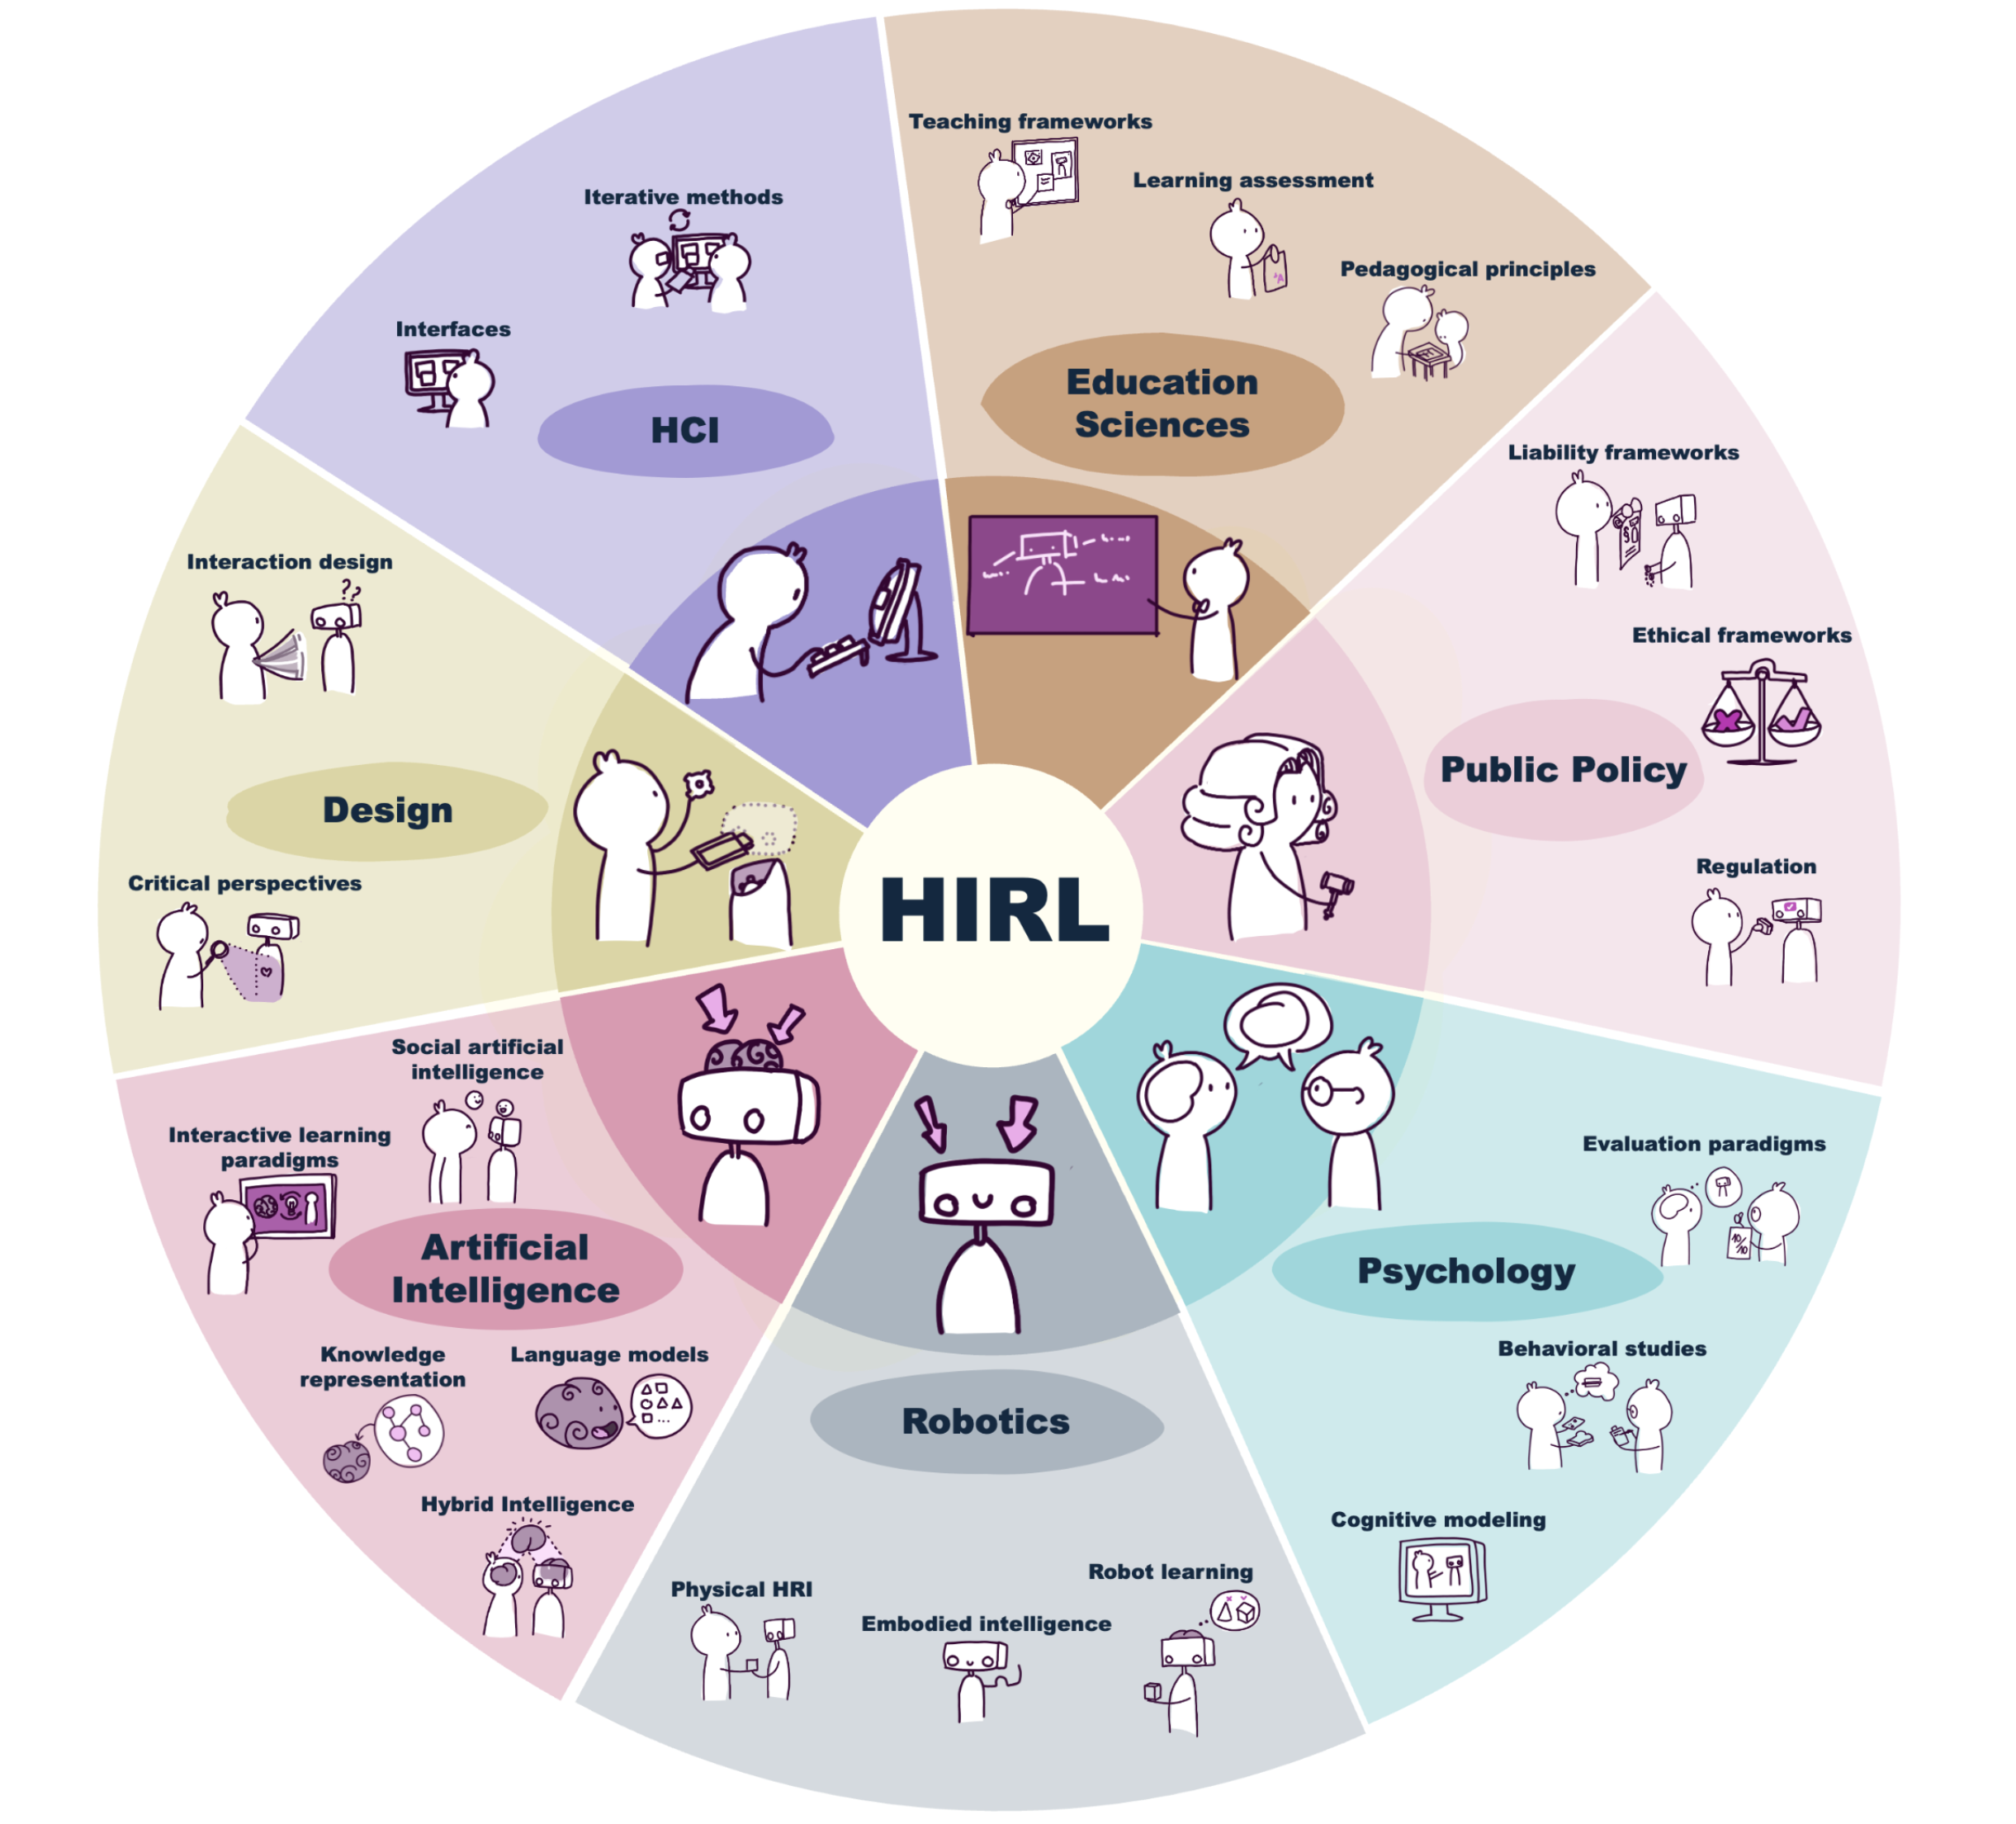 Teaching frameworks
Learning assessment
Pedagogical principles
Education
Sciences
Iterative methods
Interfaces
HCI
Liability frameworks
Ethical frameworks
Public Policy
Regulation
Interaction design
??
Design
Critical perspectives
HIRL
Social artificial
intelligence
Interactive learning
paradigms
Artificial
Intelligence
Knowledge
representation
Language models
Hybrid Intelligence
Robotics
Physical HRI
Embodied intelligence
Robot learning
Evaluation paradigms
10/10
Psychology
Behavioral studies
Cognitive modeling